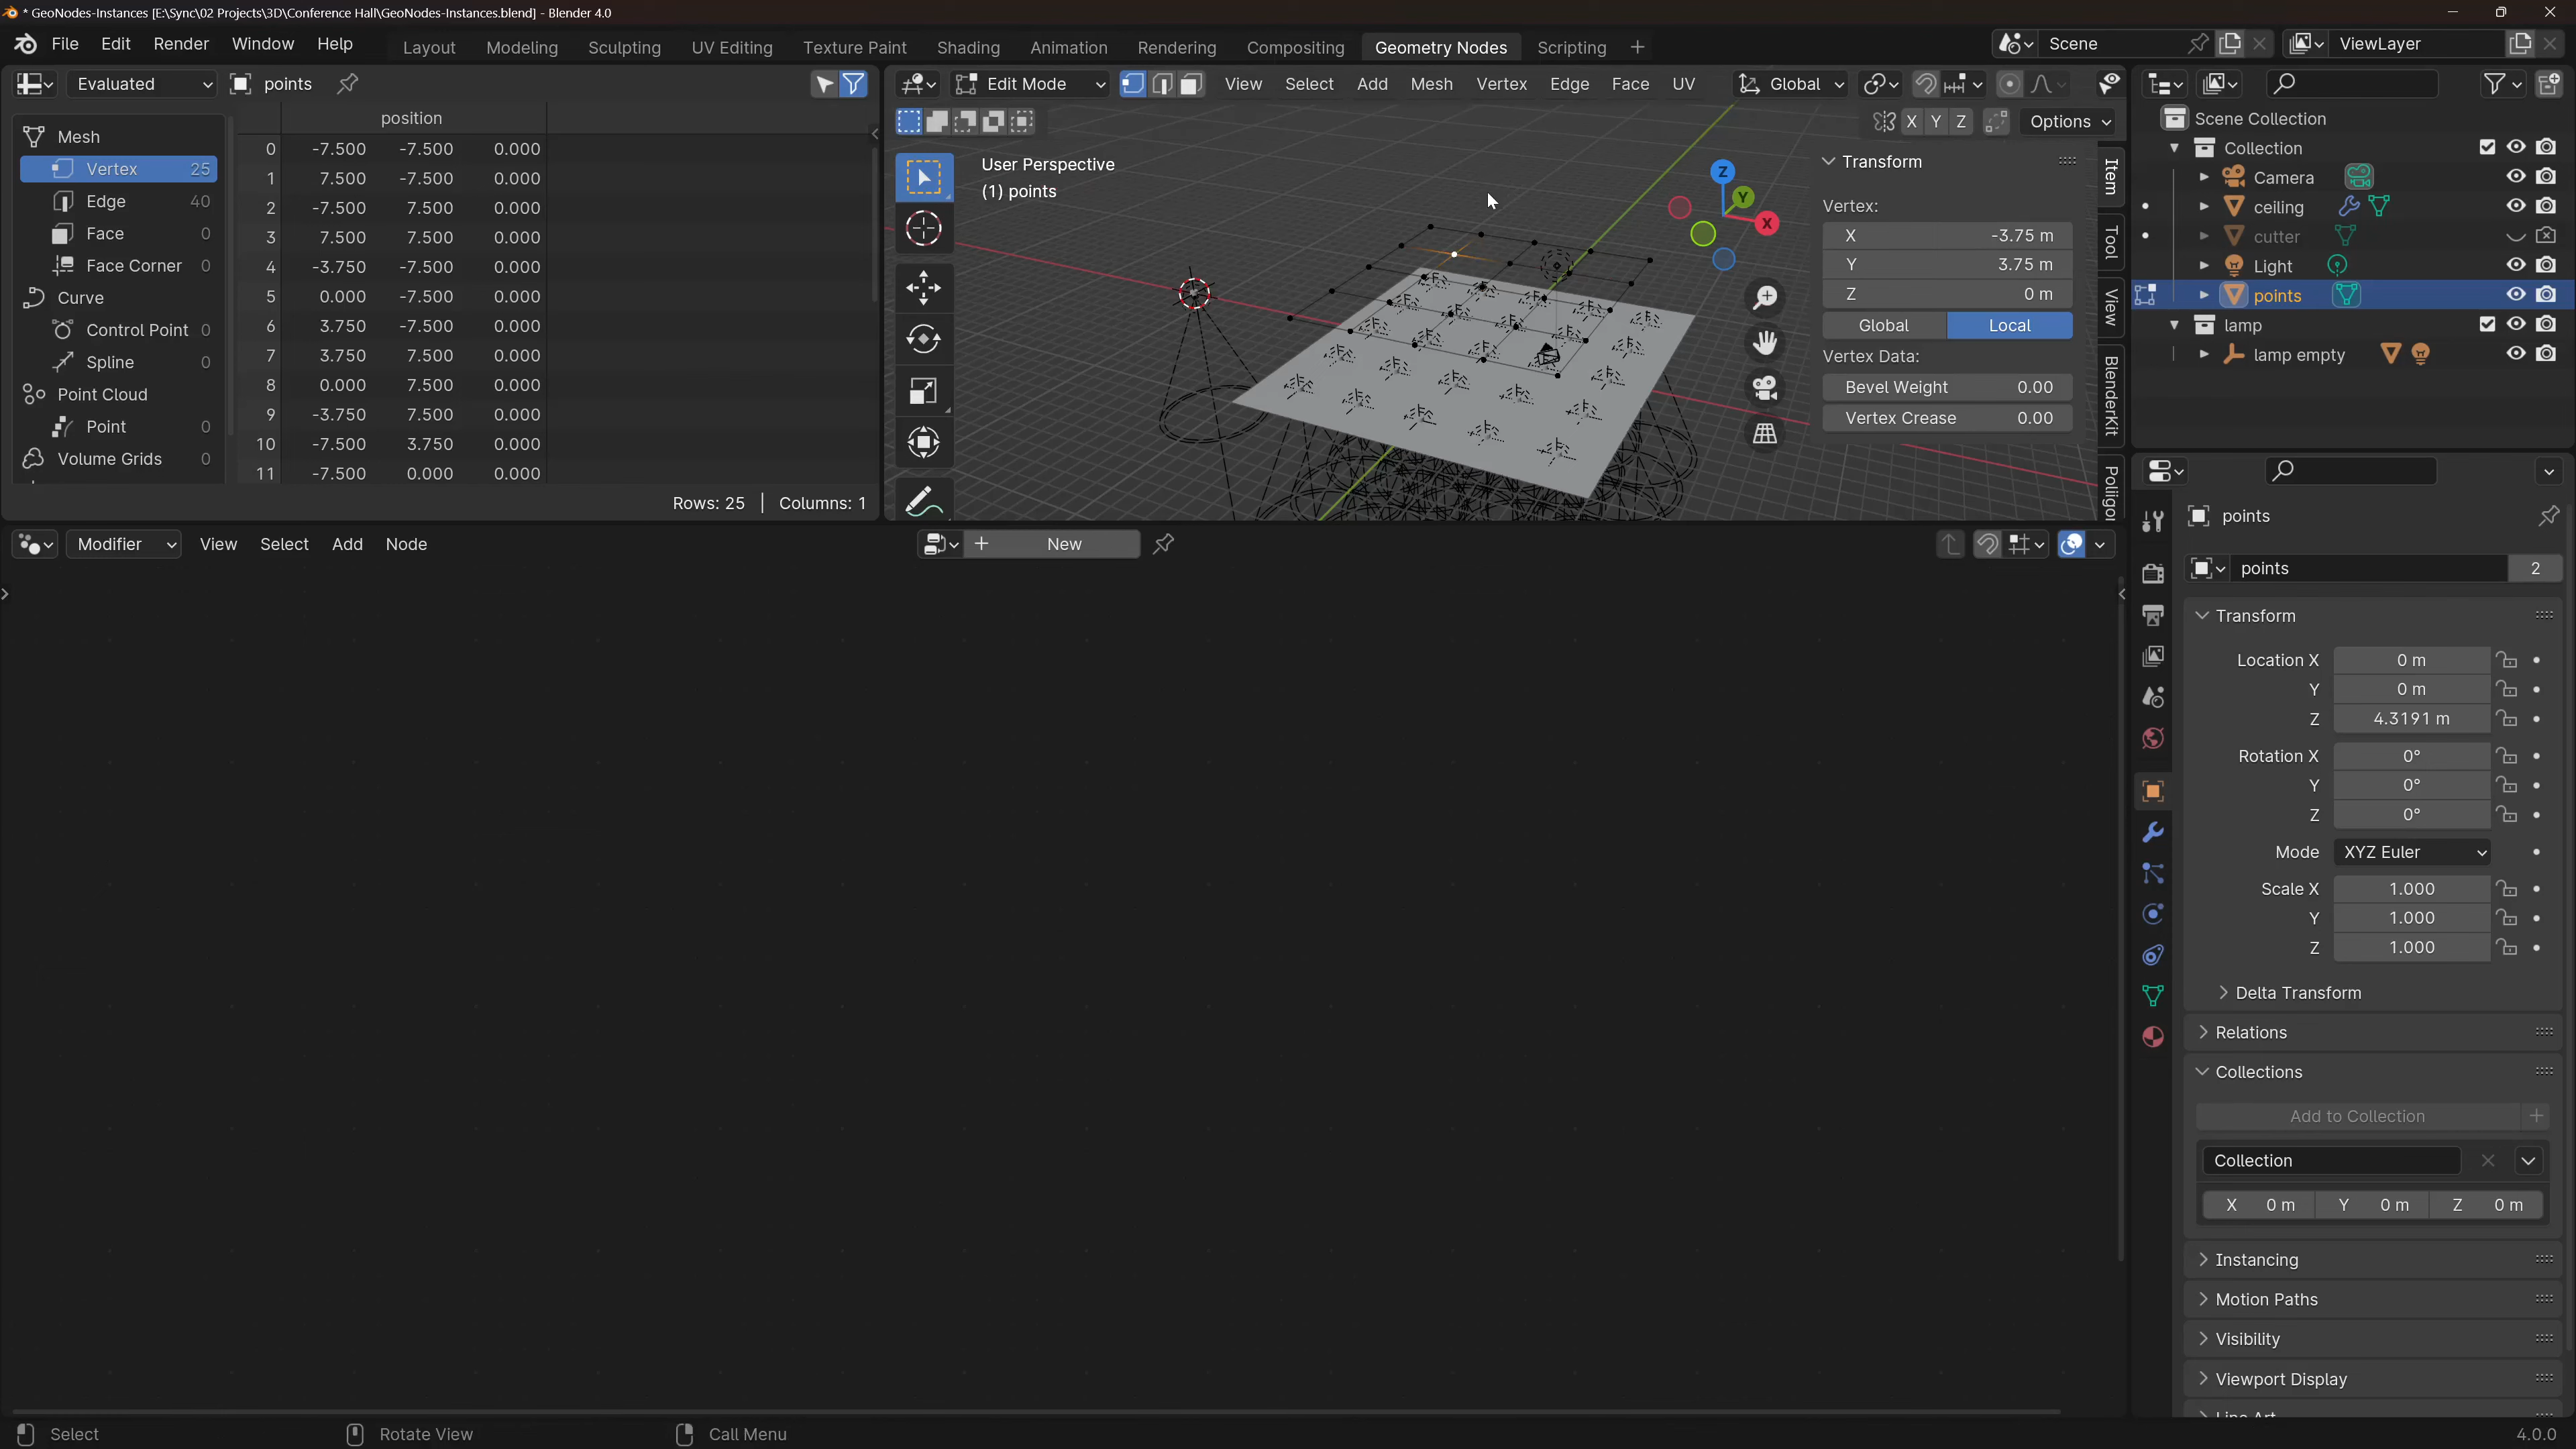 * GeoNodes-Instances [E:\Sync\02 Projects\3D\Conference Hall\GeoNodes-Instances.blend] - Blender 4.0
File Edit Render Window Help Layout Modeling Sculpting UV Editing Texture Paint Shading Animation Rendering Compositing Geometry Nodes Scripting + Scene ViewLayer
Evaluated points
Edit Mode View Select Add Mesh Vertex Edge Face UV Global
X Y Z Options
position
Mesh
Vertex 25
Edge 40
Face 0
Face Corner 0
Curve
Control Point 0
Spline 0
Point Cloud
Point 0
Volume Grids 0
0 -7.500 -7.500 0.000
1 7.500 -7.500 0.000
2 -7.500 7.500 0.000
3 7.500 7.500 0.000
4 -3.750 -7.500 0.000
5 0.000 -7.500 0.000
6 3.750 -7.500 0.000
7 3.750 7.500 0.000
8 0.000 7.500 0.000
9 -3.750 7.500 0.000
10 -7.500 3.750 0.000
11 -7.500 0.000 0.000
Rows: 25 | Columns: 1
User Perspective
(1) points
Z
Y
X
Transform
Vertex:
X -3.75 m
Y 3.75 m
Z 0 m
Global Local
Vertex Data:
Bevel Weight 0.00
Vertex Crease 0.00
Item
Tool
View
BlenderKit
Poliigo
Scene Collection
Collection
Camera
ceiling
cutter
Light
points
lamp
lamp empty
Modifier View Select Add Node + New
points
points 2
Transform
Location X 0 m
Y 0 m
Z 4.3191 m
Rotation X 0°
Y 0°
Z 0°
Mode XYZ Euler
Scale X 1.000
Y 1.000
Z 1.000
Delta Transform
Relations
Collections
Add to Collection +
Collection
X 0 m Y 0 m Z 0 m
Instancing
Motion Paths
Visibility
Viewport Display
Line Art
Select Rotate View Call Menu 4.0.0